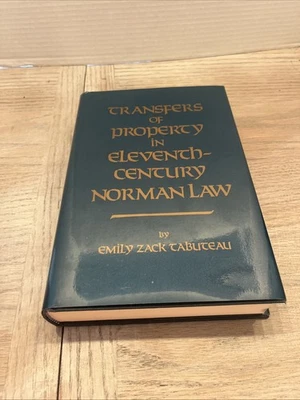 TRANSFERS
OF
PROPERTY
IN
ELEVENTH-
CENTURY
NORMAN LAW
BY
EMILY ZACK TABUTEAU